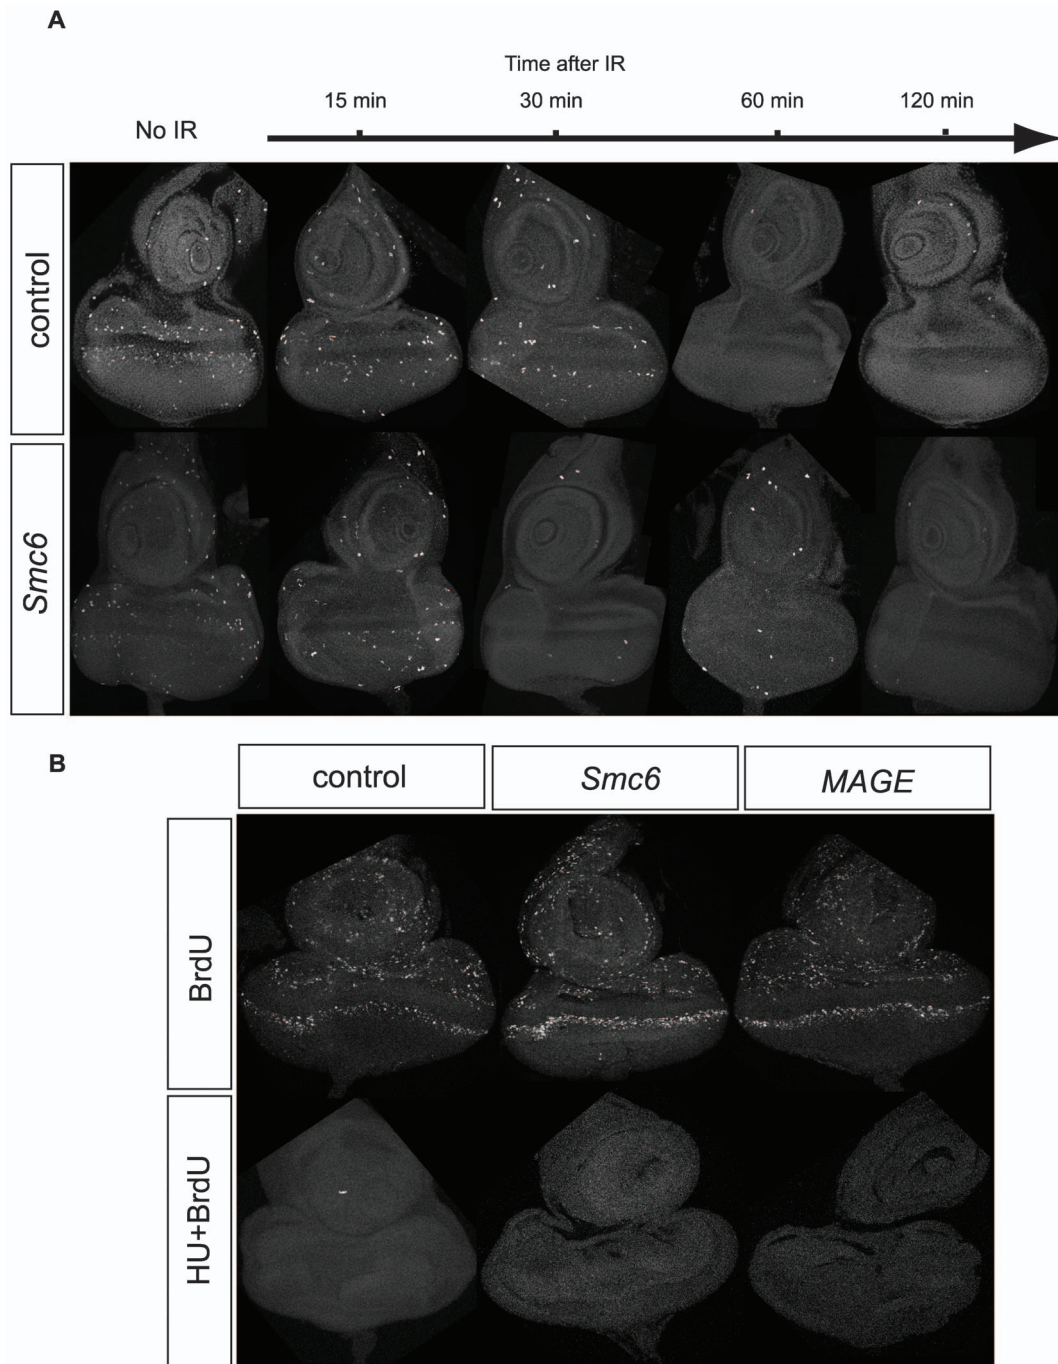 A
Time after IR
15 min 30 min 60 min 120 min
No IR
control
Smc6
B
control Smc6 MAGE
BrdU
HU+BrdU